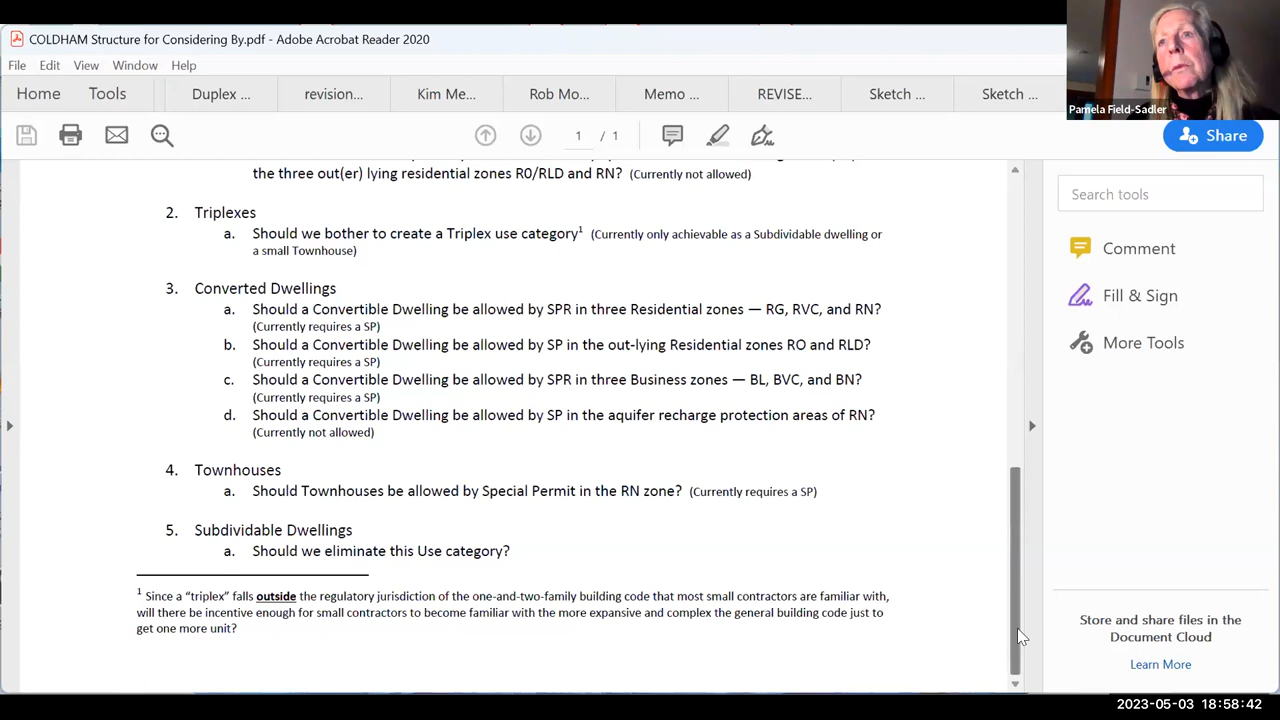 COLDHAM Structure for Considering By.pdf - Adobe Acrobat Reader 2020
File Edit View Window Help
Home Tools Duplex ... revision... Kim Me... Rob Mo... Memo ... REVISE... Sketch ... Sketch ...
Pamela Field-Sadler
1 / 1
Share
the three out(er) lying residential zones R0/RLD and RN? (Currently not allowed)
2. Triplexes
a. Should we bother to create a Triplex use category1 (Currently only achievable as a Subdividable dwelling or
a small Townhouse)
3. Converted Dwellings
a. Should a Convertible Dwelling be allowed by SPR in three Residential zones — RG, RVC, and RN?
(Currently requires a SP)
b. Should a Convertible Dwelling be allowed by SP in the out-lying Residential zones RO and RLD?
(Currently requires a SP)
c. Should a Convertible Dwelling be allowed by SPR in three Business zones — BL, BVC, and BN?
(Currently requires a SP)
d. Should a Convertible Dwelling be allowed by SP in the aquifer recharge protection areas of RN?
(Currently not allowed)
4. Townhouses
a. Should Townhouses be allowed by Special Permit in the RN zone? (Currently requires a SP)
5. Subdividable Dwellings
a. Should we eliminate this Use category?
1 Since a “triplex” falls outside the regulatory jurisdiction of the one-and-two-family building code that most small contractors are familiar with,
will there be incentive enough for small contractors to become familiar with the more expansive and complex the general building code just to
get one more unit?
Search tools
Comment
Fill & Sign
More Tools
Store and share files in the
Document Cloud
Learn More
2023-05-03 18:58:42